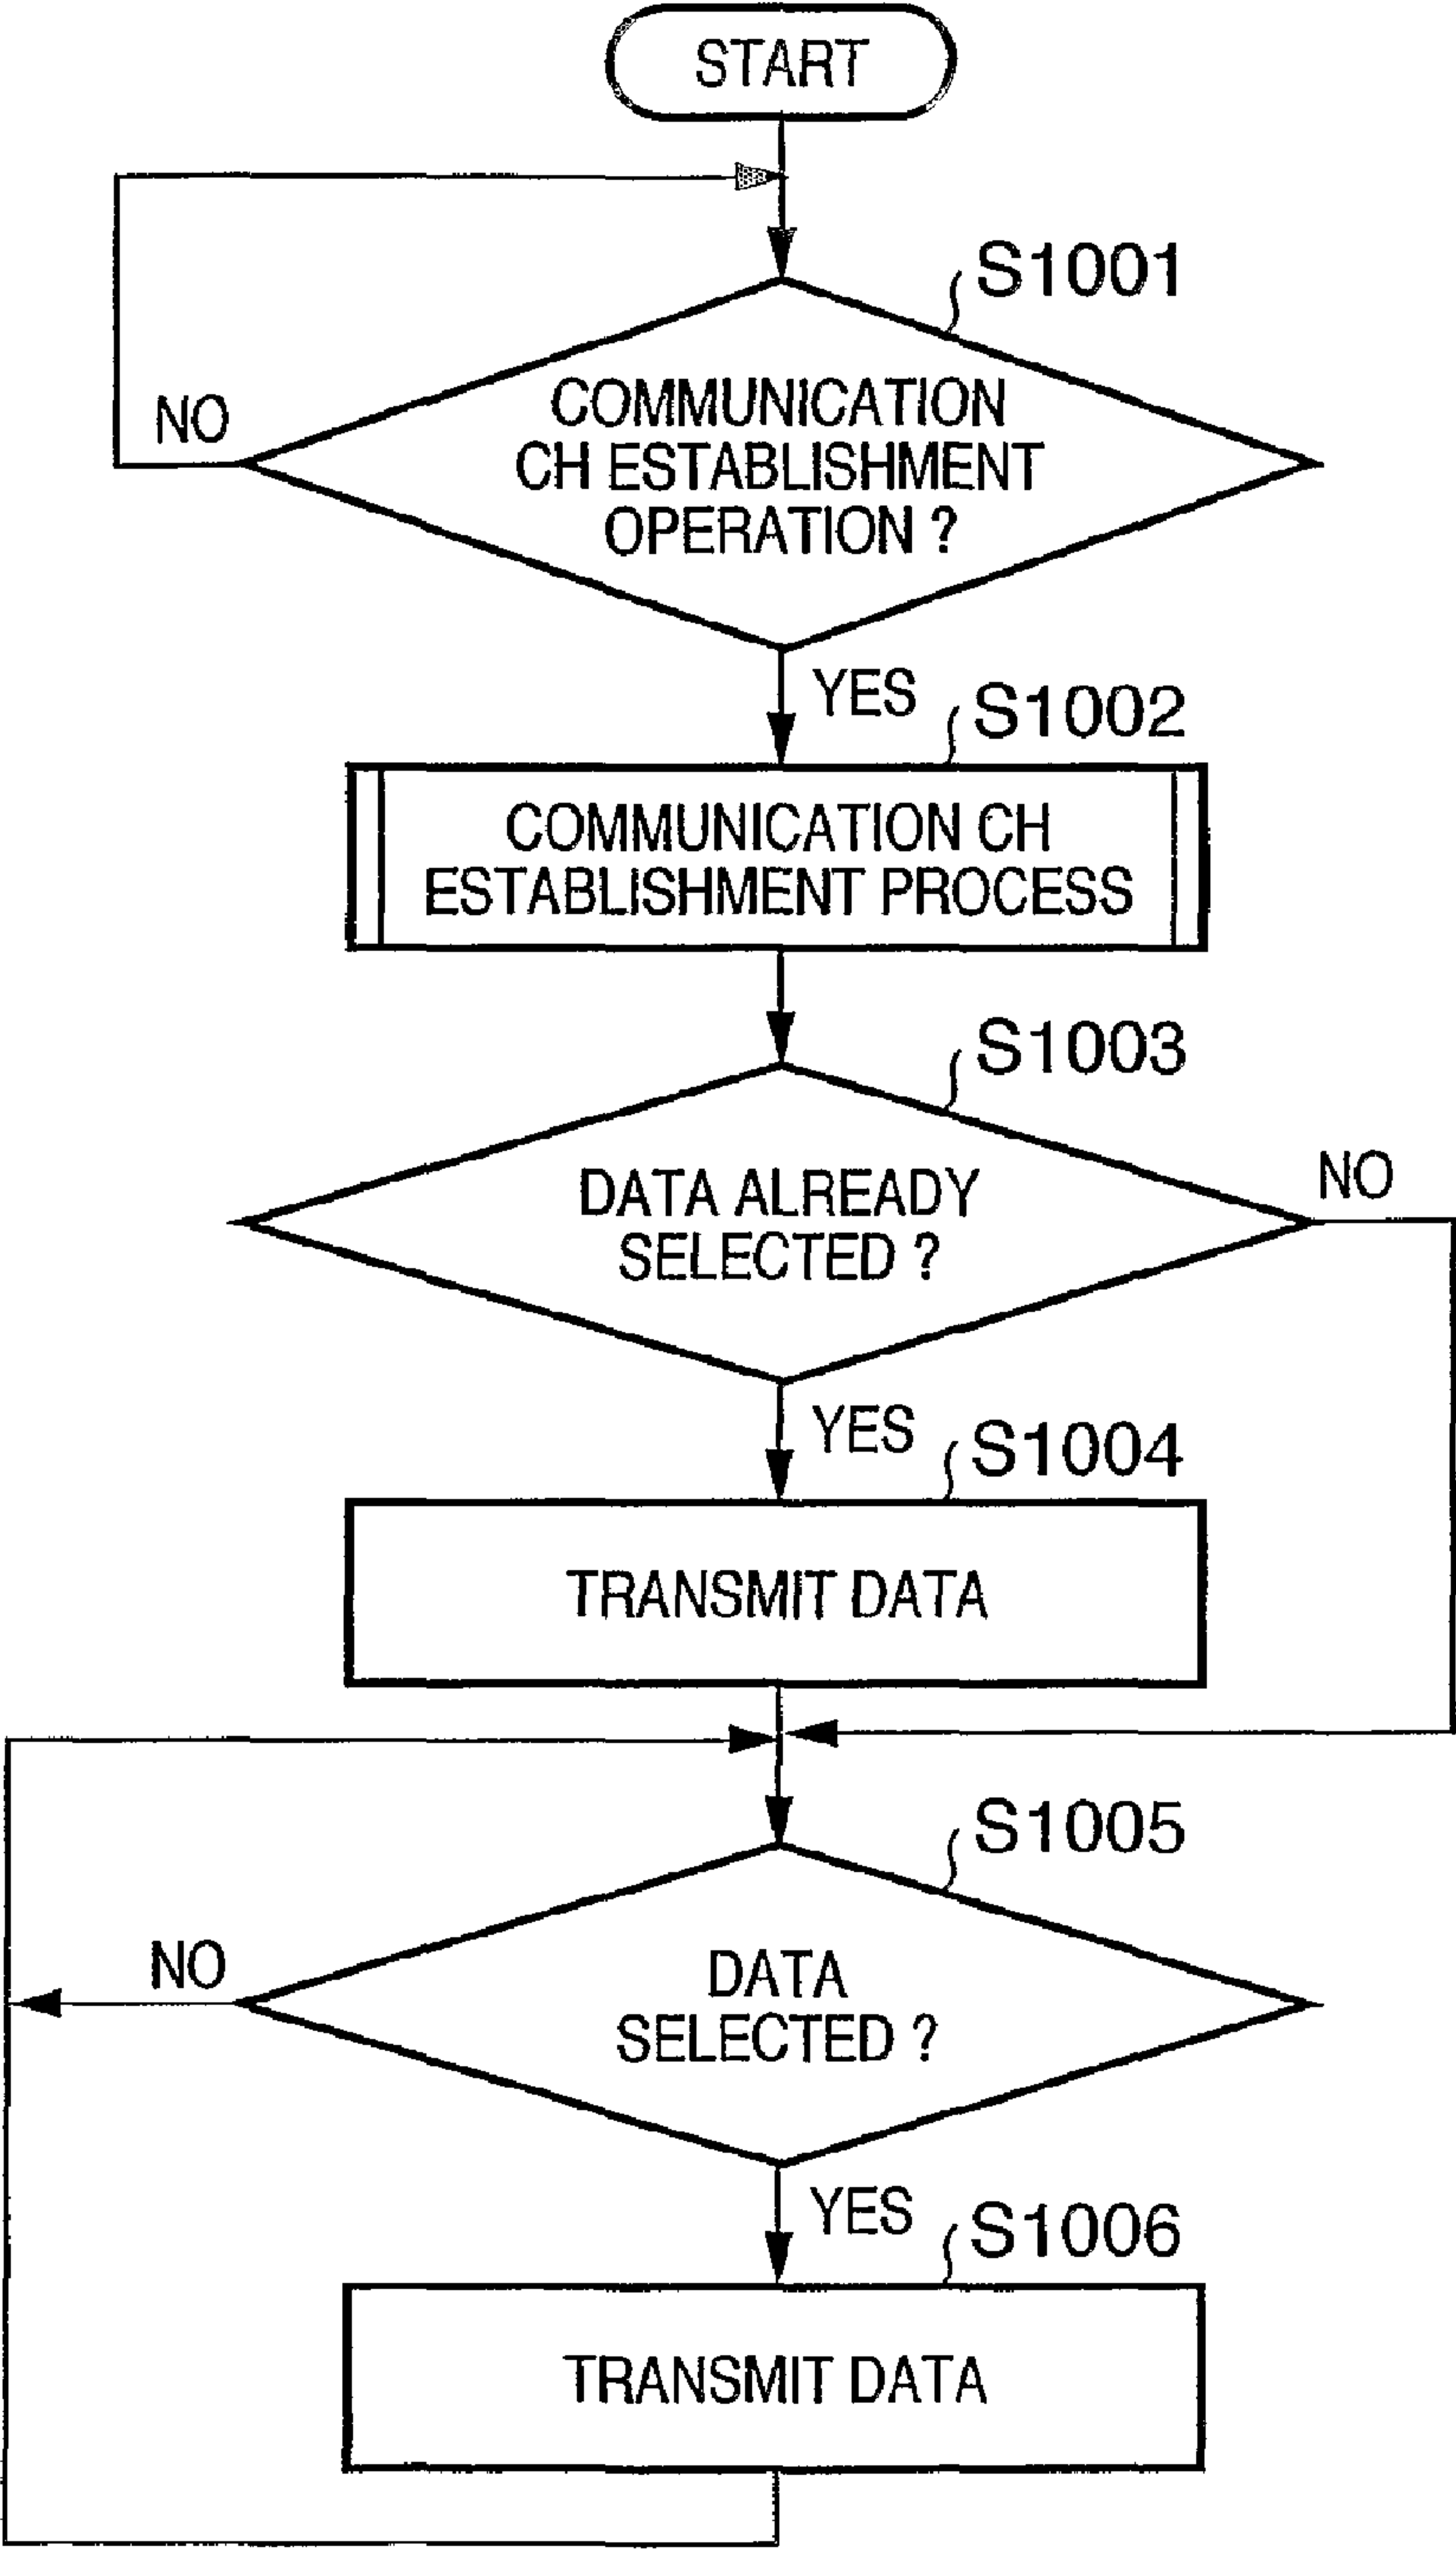 START
S1001
COMMUNICATION
CH ESTABLISHMENT
OPERATION ?
NO
YES
S1002
COMMUNICATION CH
ESTABLISHMENT PROCESS
S1003
DATA ALREADY
SELECTED ?
NO
YES
S1004
TRANSMIT DATA
S1005
DATA
SELECTED ?
NO
YES
S1006
TRANSMIT DATA